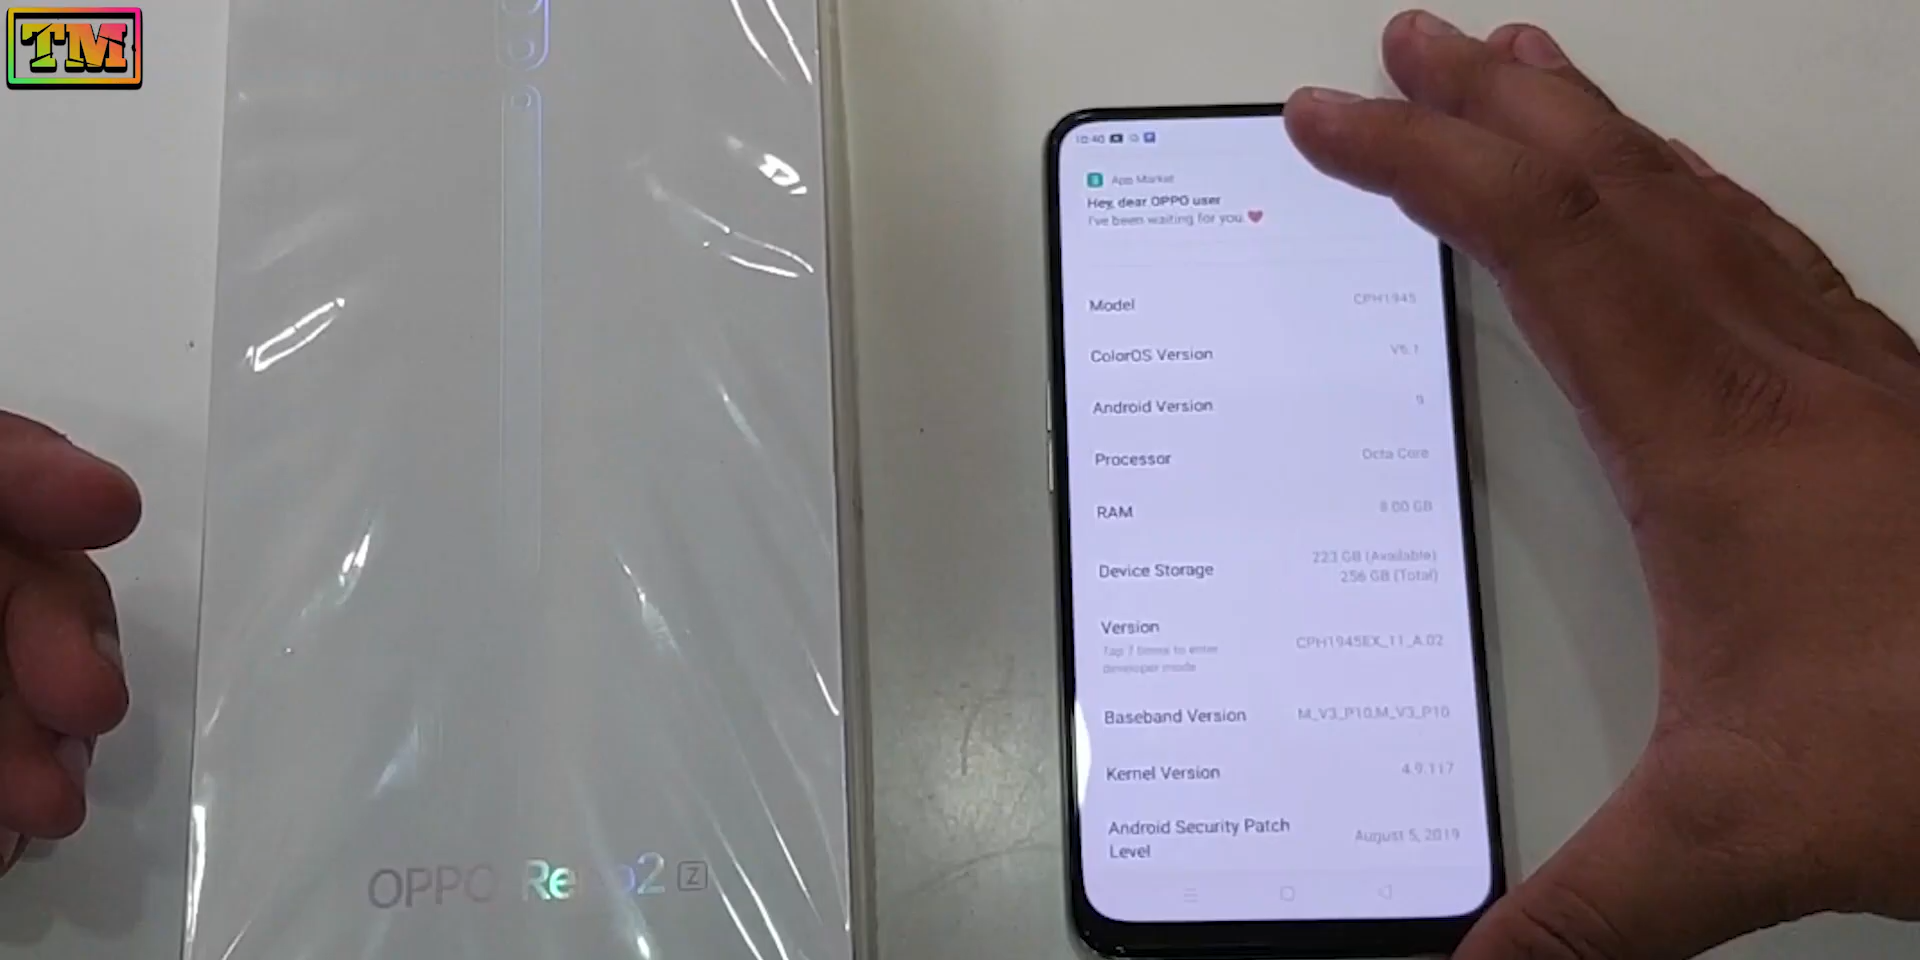 TM
OPPO Reno2 Z
10:40
App Market
Hey, dear OPPO user
I've been waiting for you.❤
Model CPH1945
ColorOS Version V6.1
Android Version 9
Processor Octa Core
RAM 8.00 GB
Device Storage 223 GB (Available)
256 GB (Total)
Version CPH1945EX_11_A.02
Tap 7 times to enter
developer mode
Baseband Version M_V3_P10,M_V3_P10
Kernel Version 4.9.117
Android Security Patch
Level August 5, 2019